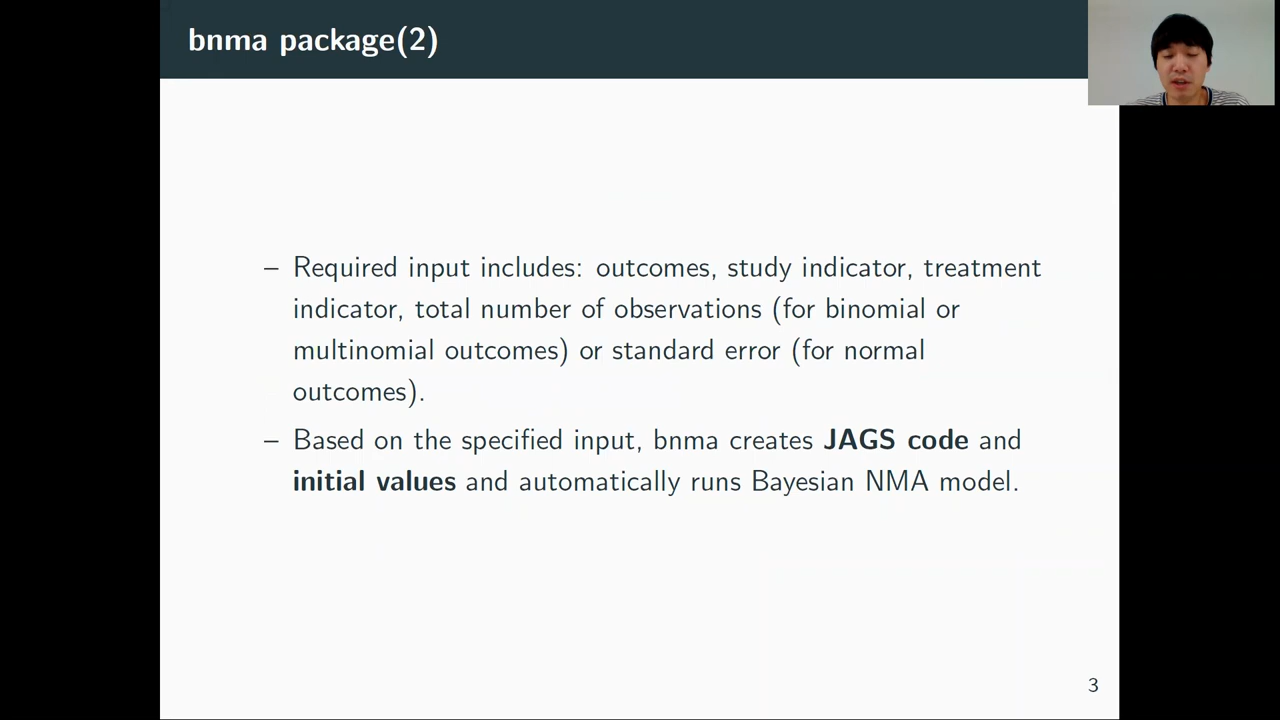 bnma package(2)
– Required input includes: outcomes, study indicator, treatment
indicator, total number of observations (for binomial or
multinomial outcomes) or standard error (for normal
outcomes).
– Based on the specified input, bnma creates JAGS code and
initial values and automatically runs Bayesian NMA model.
3